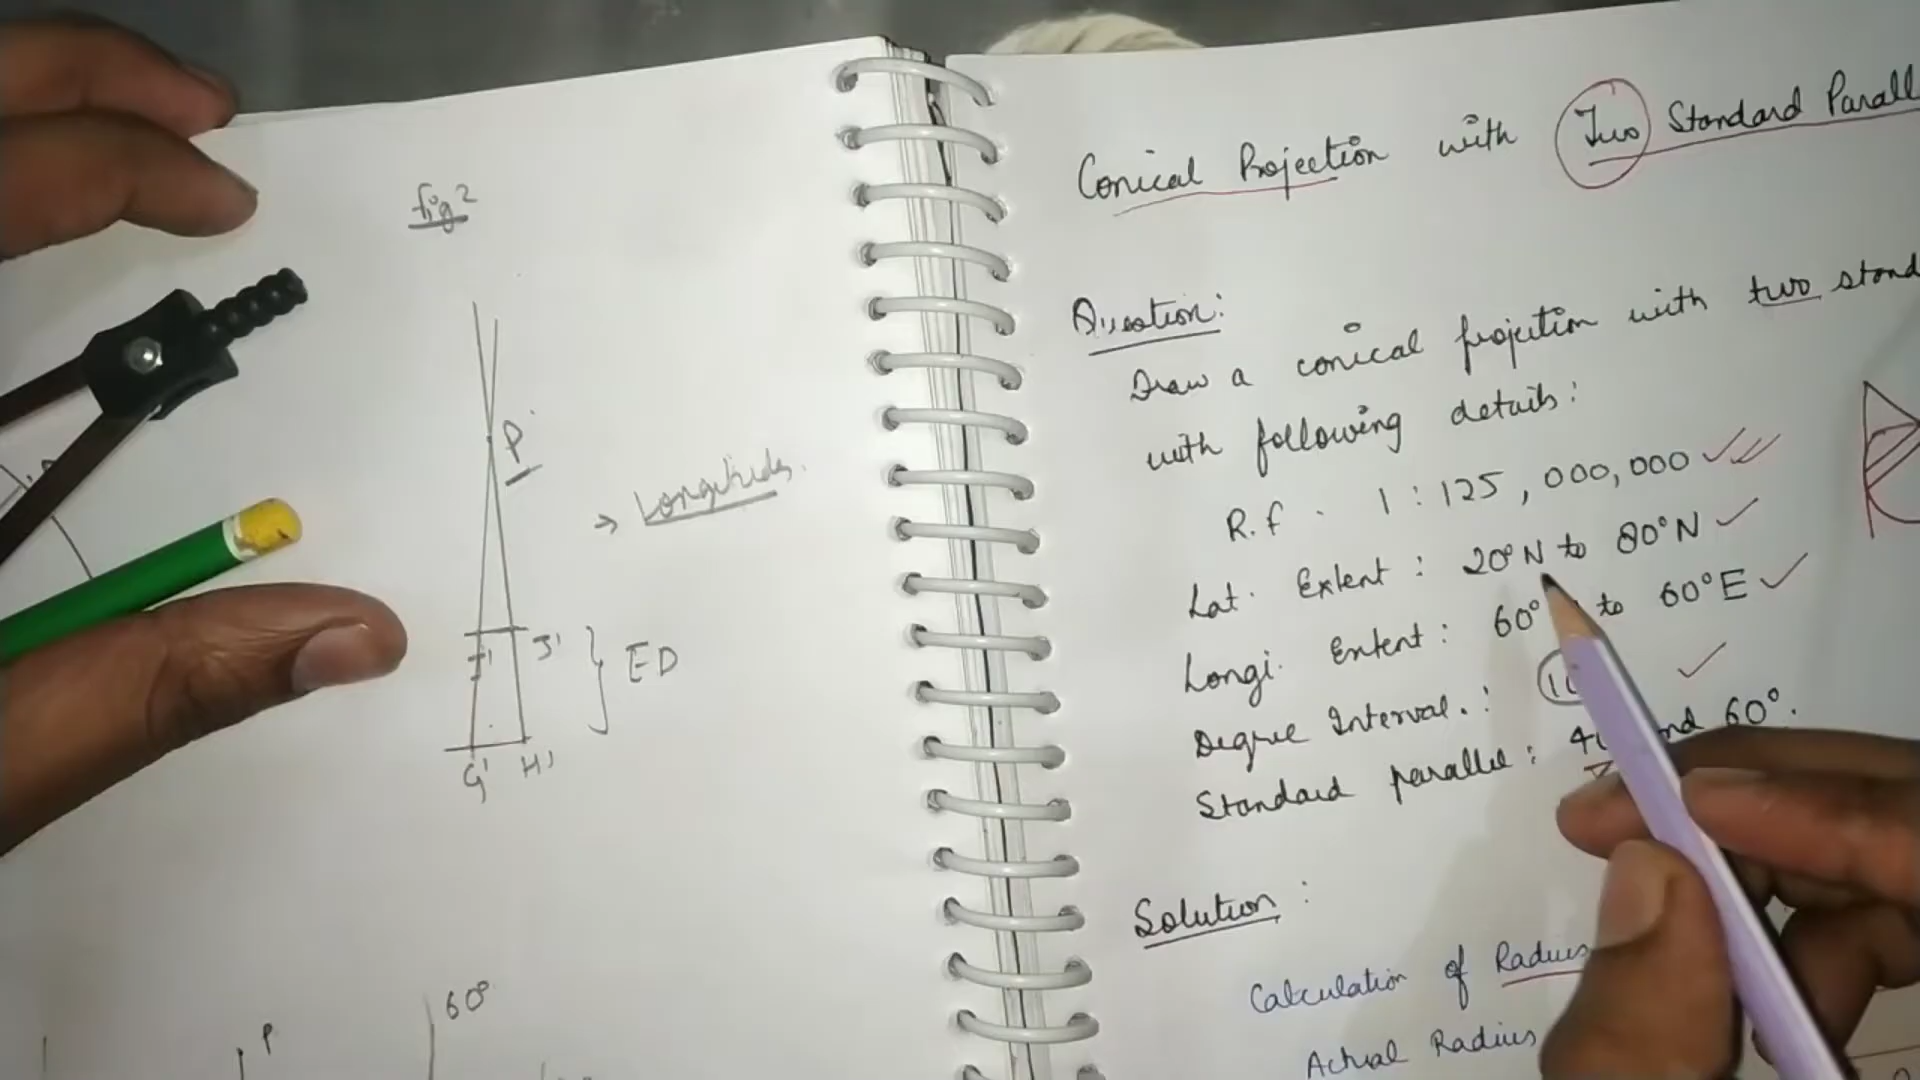 fig 2
P
→ Longitudes.
I' J' } ED
G' H'
60°
P
Conical Projection with Two Standard Parall
Question:
Draw a conical projection with two stand
with following details:
R.f. 1:125,000,000
Lat. Extent: 20°N to 80°N
Longi. Extent: 60° to 60°E
Degree Interval.:
Standard parallel: and 60°.
Solution:
Calculation of Radius
Actual Radius